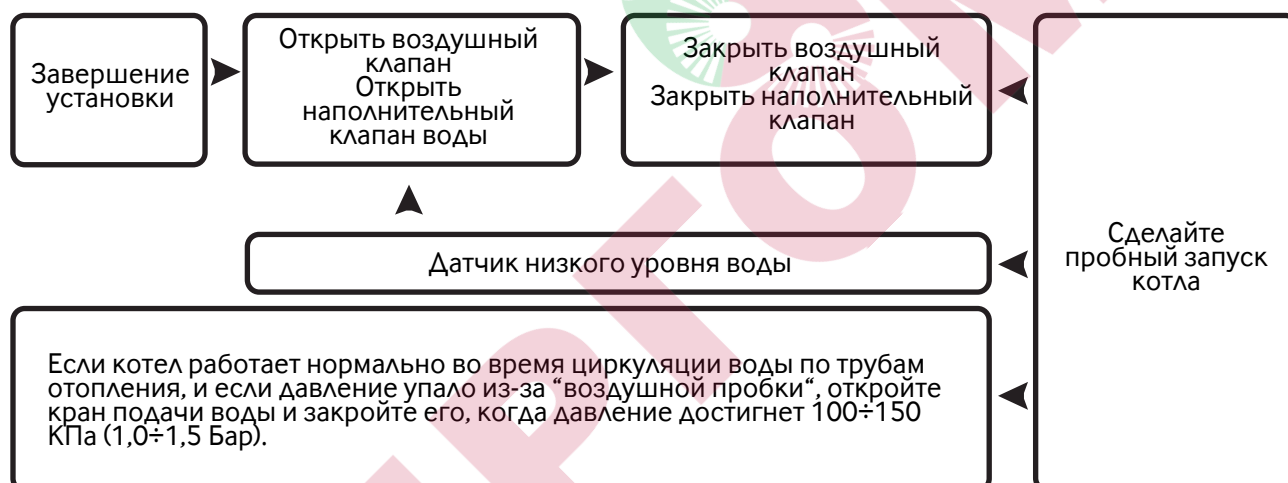 Завершение
установки
Открыть воздушный
клапан
Открыть
наполнительный
клапан воды
Закрыть воздушный
клапан
Закрыть наполнительный
клапан
Датчик низкого уровня воды
Сделайте
пробный запуск
котла
Если котел работает нормально во время циркуляции воды по трубам
отопления, и если давление упало из-за “воздушной пробки“, откройте
кран подачи воды и закройте его, когда давление достигнет 100÷150
КПа (1,0÷1,5 Бар).